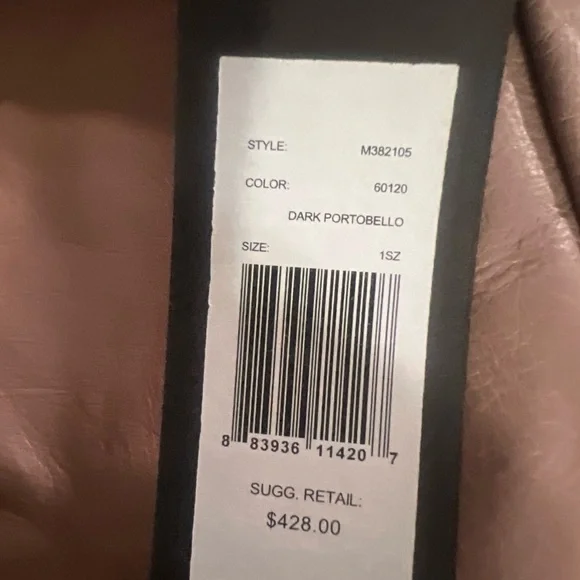 STYLE: M382105
COLOR: 60120
DARK PORTOBELLO
SIZE: 1SZ
8 83936 11420 7
SUGG. RETAIL:
$428.00